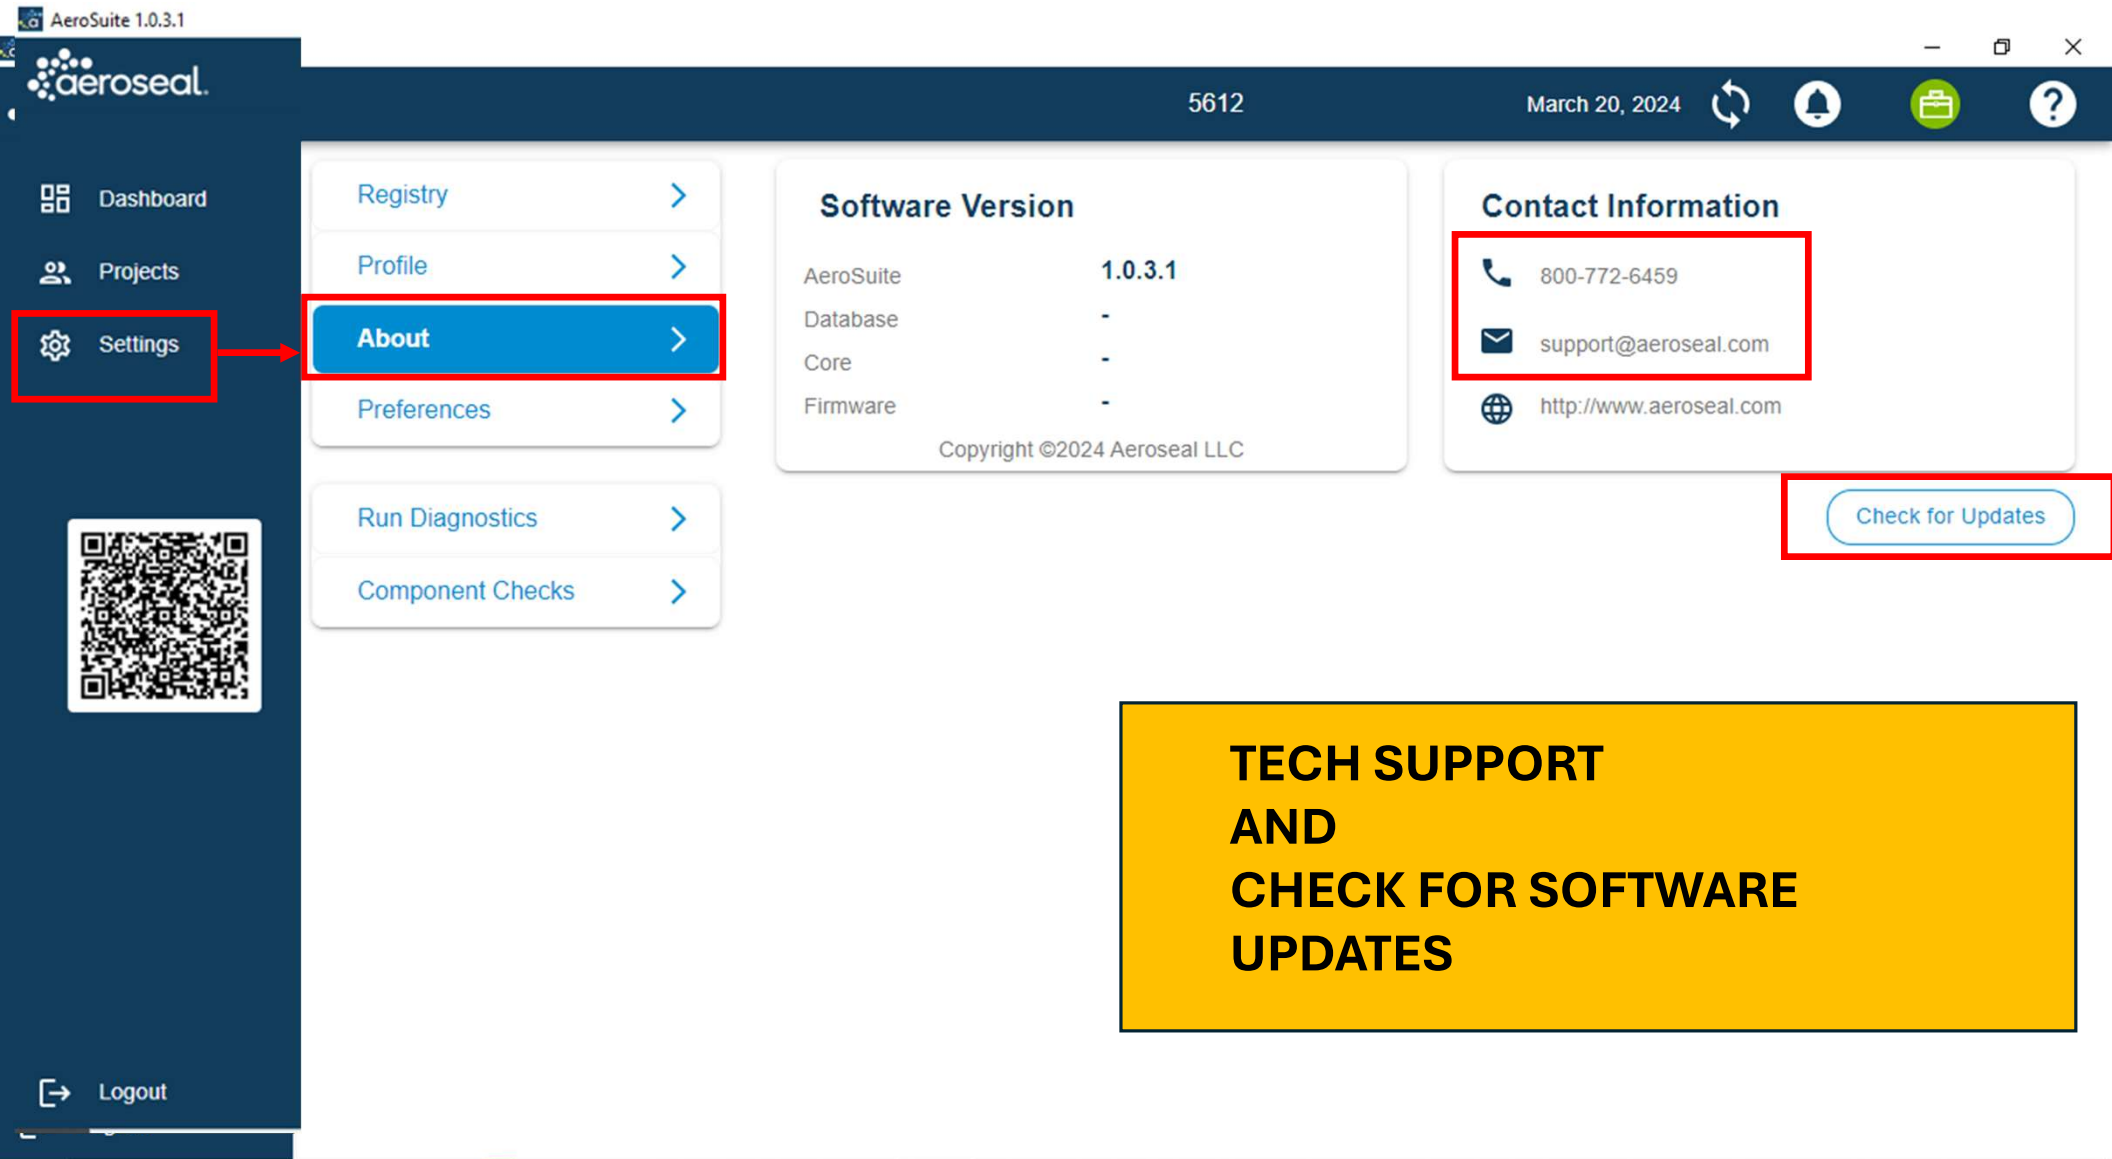 AeroSuite 1.0.3.1
aeroseal.
5612
March 20, 2024
Dashboard
Projects
Settings
Logout
Registry
Profile
About
Preferences
Run Diagnostics
Component Checks
Software Version
AeroSuite 1.0.3.1
Database -
Core -
Firmware -
Copyright ©2024 Aeroseal LLC
Contact Information
800-772-6459
support@aeroseal.com
http://www.aeroseal.com
Check for Updates
TECH SUPPORT
AND
CHECK FOR SOFTWARE
UPDATES